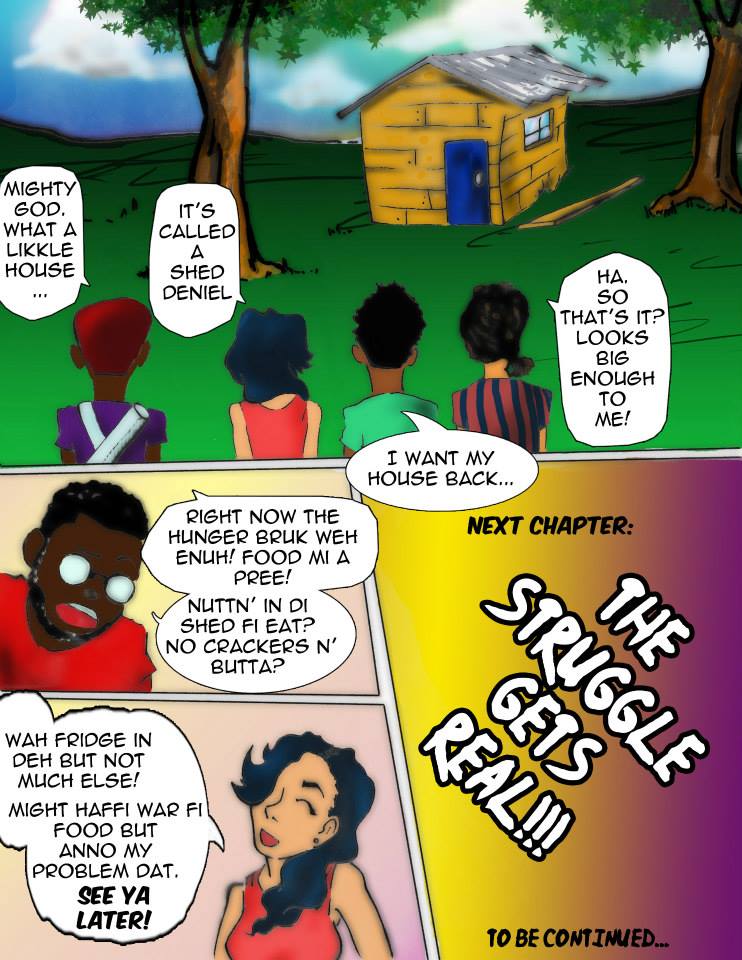 MIGHTY
GOD.
WHAT A
LIKKLE
HOUSE
...
IT'S
CALLED
A
SHED
DENIEL
HA.
SO
THAT'S IT?
LOOKS
BIG
ENOUGH
TO
ME!
I WANT MY
HOUSE BACK...
RIGHT NOW THE
HUNGER BRUK WEH
ENUH! FOOD MI A
PREE!
NUTTN' IN DI
SHED FI EAT?
NO CRACKERS N'
BUTTA?
WAH FRIDGE IN
DEH BUT NOT
MUCH ELSE!
MIGHT HAFFI WAR FI
FOOD BUT
ANNO MY
PROBLEM DAT.
SEE YA
LATER!
NEXT CHAPTER:
THE
STRUGGLE
GETS
REAL!!!
TO BE CONTINUED...